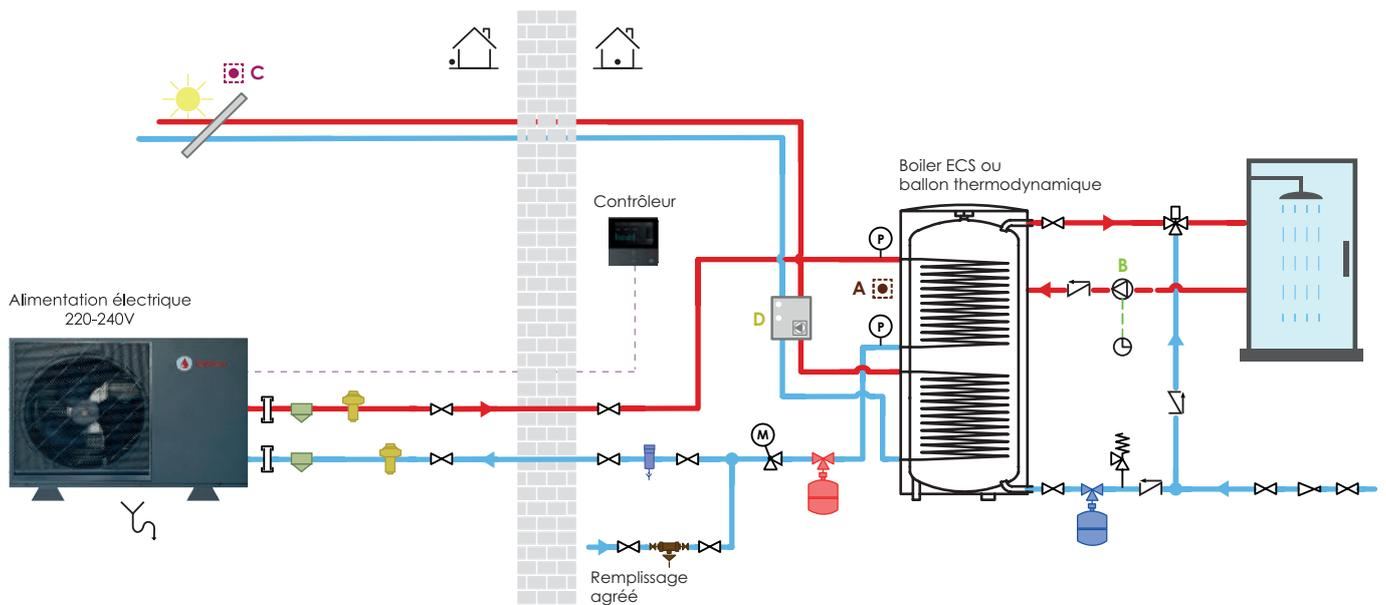 C
Boiler ECS ou
ballon thermodynamique
Contrôleur
P
B
A
Alimentation électrique
220-240V
D
P
M
Remplissage
agréé